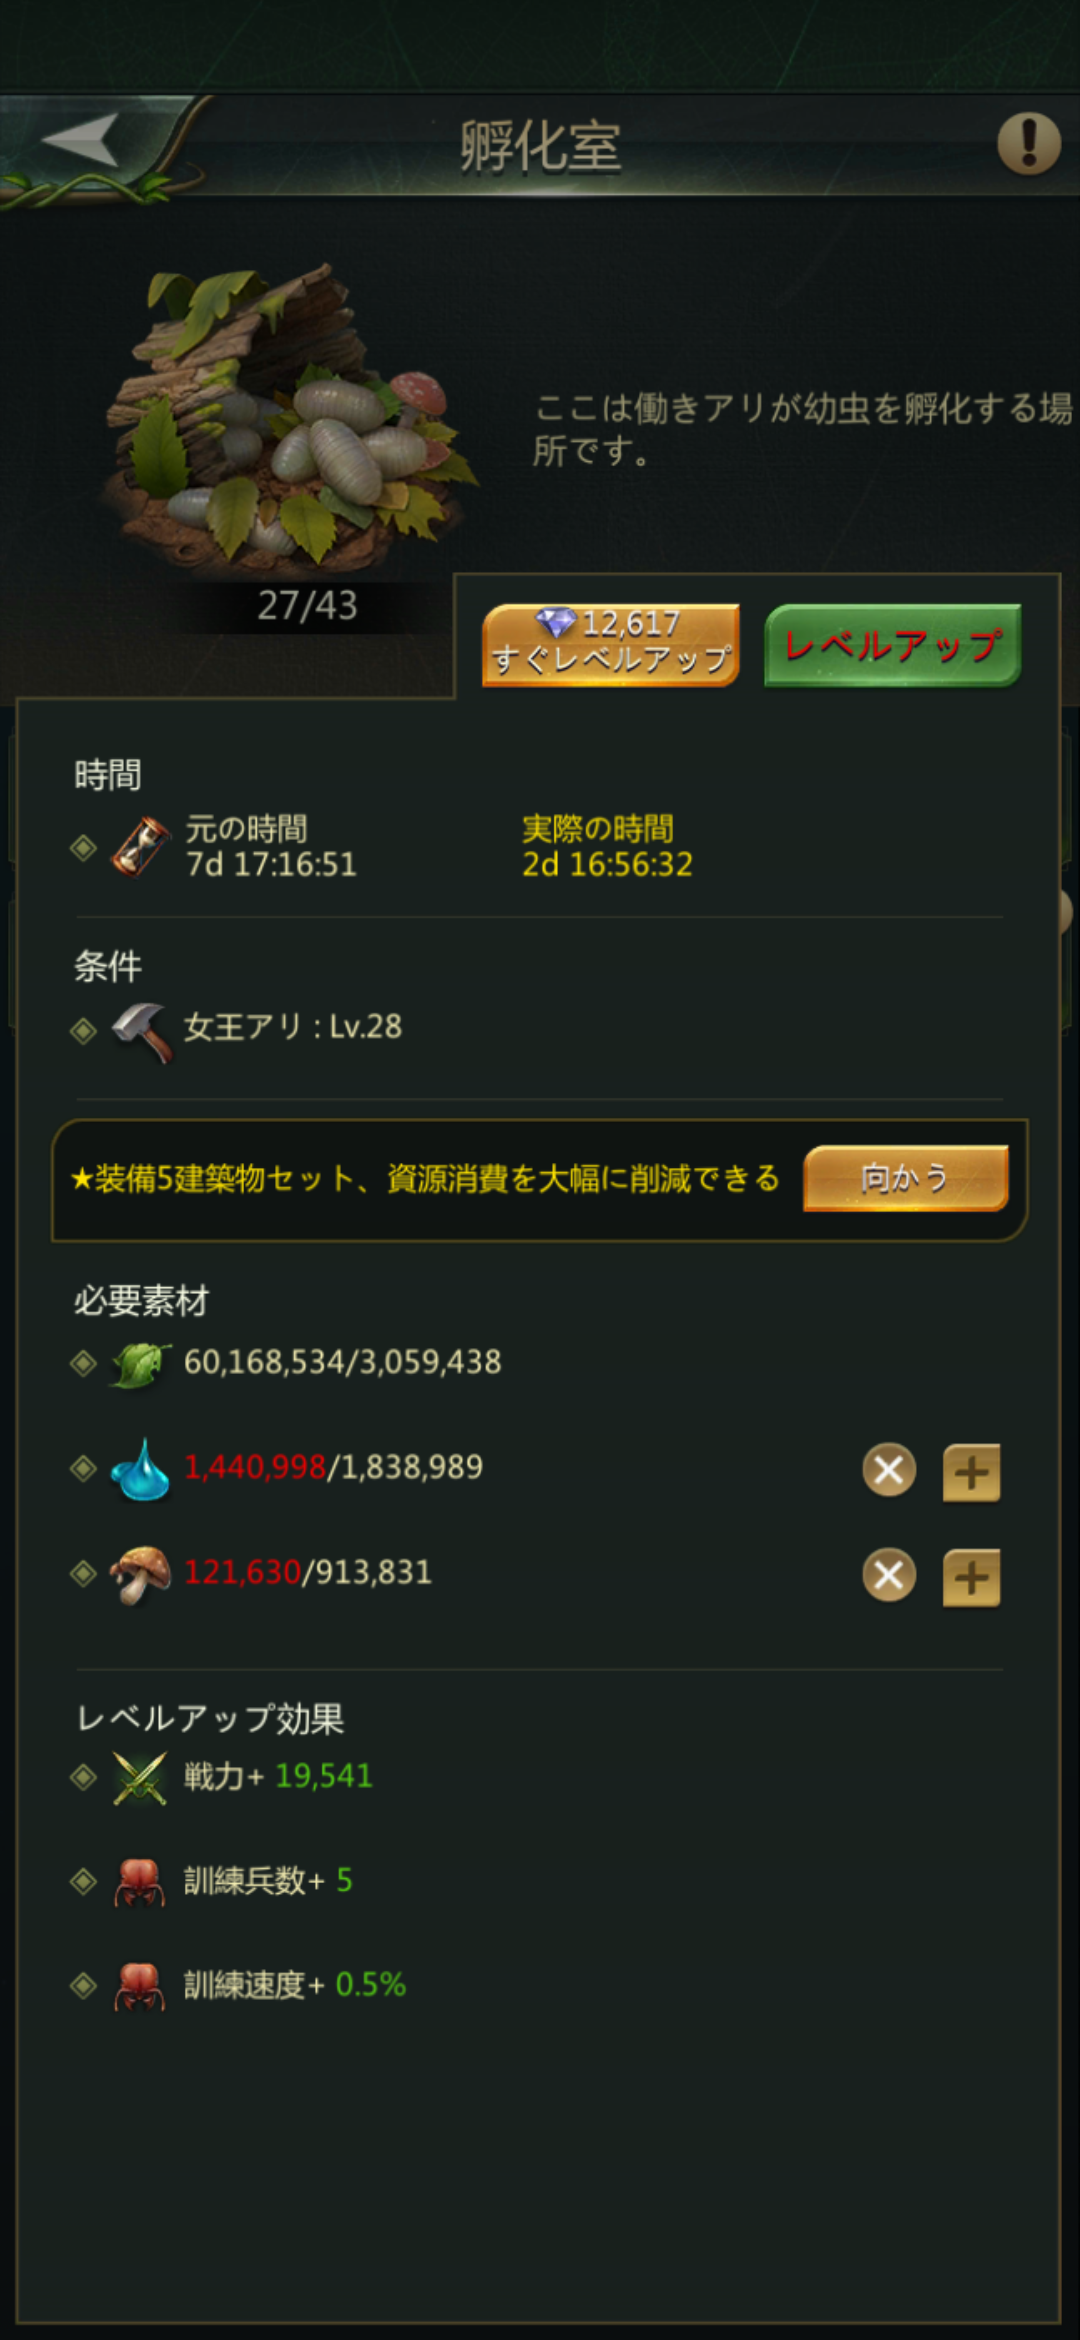 孵化室
ここは働きアリが幼虫を孵化する場
所です。
27/43
12,617
すぐレベルアップ
レベルアップ
時間
元の時間
7d 17:16:51
実際の時間
2d 16:56:32
条件
女王アリ : Lv.28
★装備5建築物セット、資源消費を大幅に削減できる
向かう
必要素材
60,168,534/3,059,438
1,440,998/1,838,989
121,630/913,831
レベルアップ効果
戦力+ 19,541
訓練兵数+ 5
訓練速度+ 0.5%